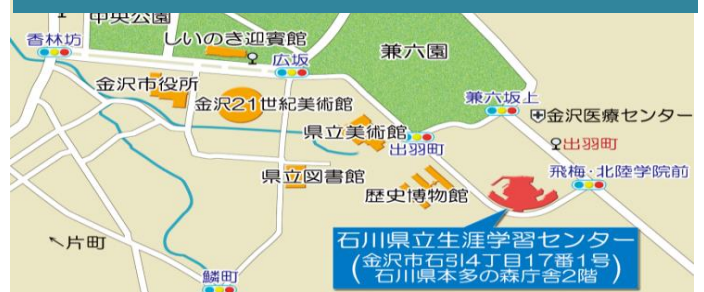 中央公園
香林坊
しいのき迎賓館
広坂
兼六園
金沢市役所
金沢21世紀美術館
兼六坂上
金沢医療センター
県立美術館
出羽町
出羽町
県立図書館
歴史博物館
飛梅・北陸学院前
片町
鱗町
石川県立生涯学習センター
(金沢市石引4丁目17番1号
石川県本多の森庁舎2階)